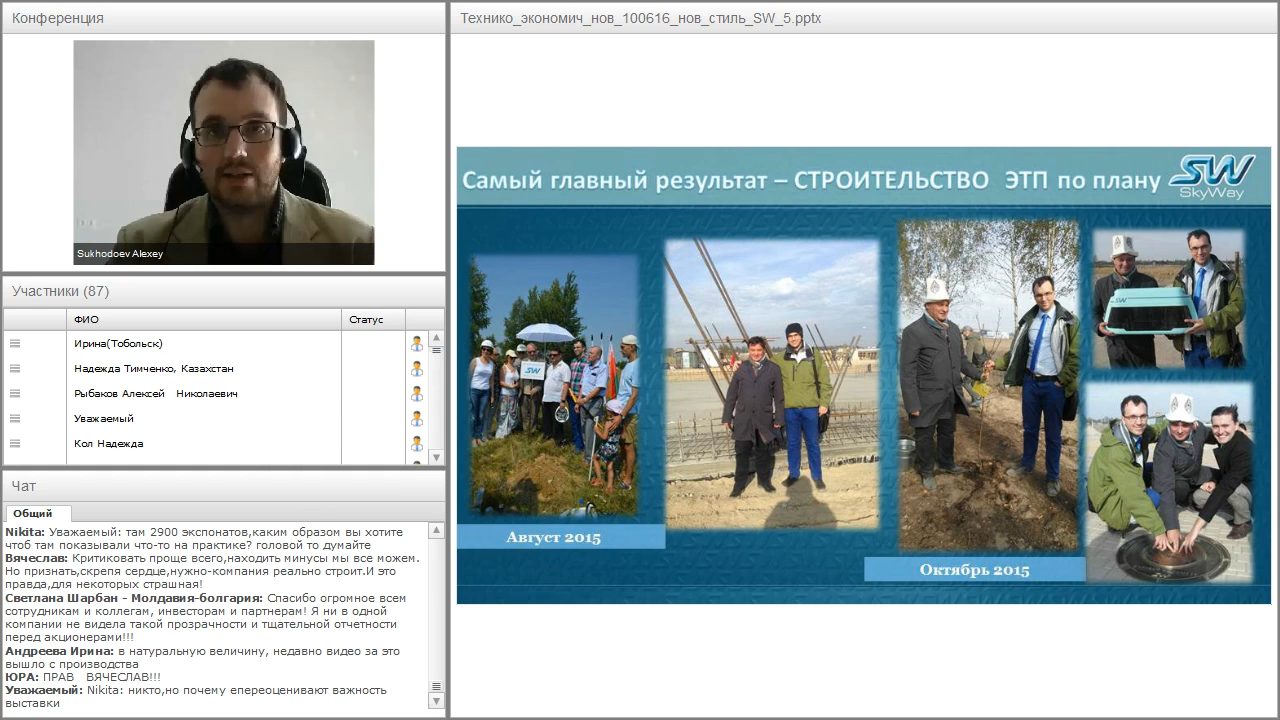 Конференция
Sukhodoev Alexey
Участники (87)
ФИО
Статус
Ирина(Тобольск)
Надежда Тимченко, Казахстан
Рыбаков Алексей Николаевич
Уважаемый
Кол Надежда
Чат
Общий
Nikita: Уважаемый: там 2900 экспонатов,каким образом вы хотите
чтоб там показывали что-то на практике? головой то думайте
Вячеслав: Критиковать проще всего,находить минусы мы все можем.
Но признать,скрепя сердце,нужно-компания реально строит.И это
правда,для некоторых страшная!
Светлана Шарбан - Молдавия-болгария: Спасибо огромное всем
сотрудникам и коллегам, инвесторам и партнерам! Я ни в одной
компании не видела такой прозрачности и тщательной отчетности
перед акционерами!!!
Андреева Ирина: в натуральную величину, недавно видео за это
вышло с производства
ЮРА: ПРАВ ВЯЧЕСЛАВ!!!
Уважаемый: Nikita: никто,но почему епереоценивают важность
выставки
Технико_экономич_нов_100616_нов_стиль_SW_5.pptx
Самый главный результат – СТРОИТЕЛЬСТВО ЭТП по плану
SW
SkyWay
SW
SW
Август 2015
Октябрь 2015